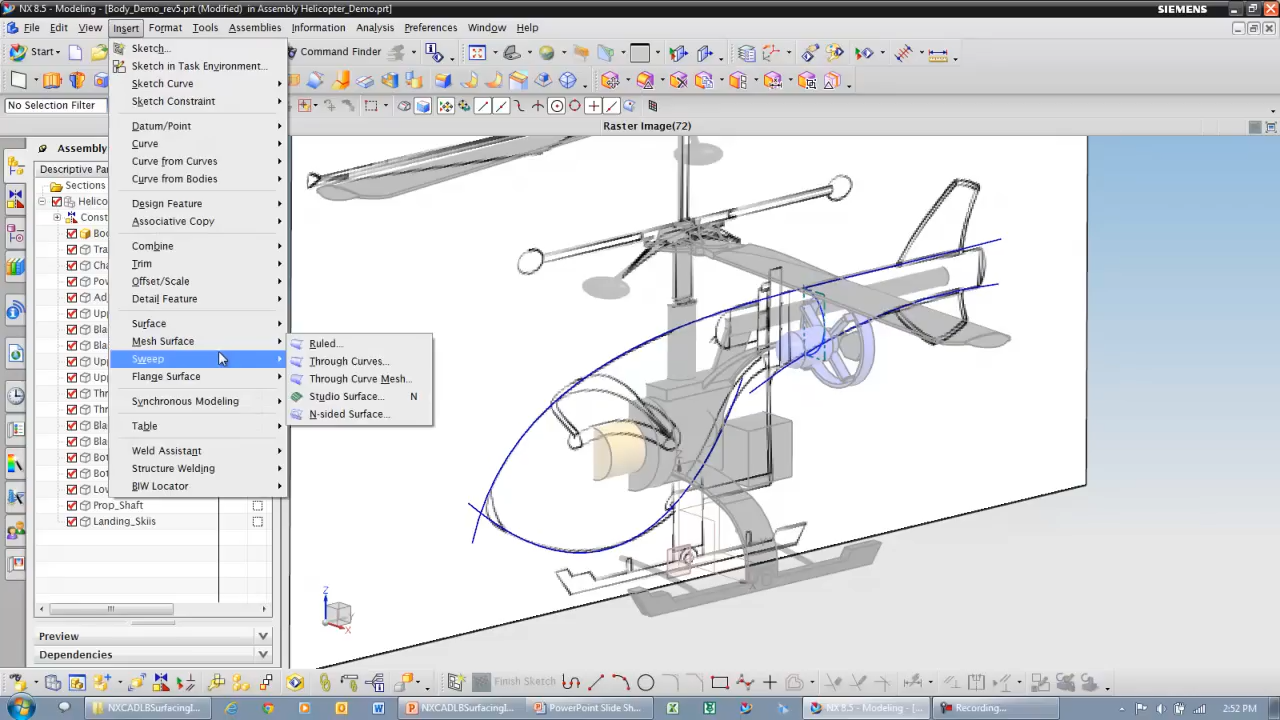 NX 8.5 - Modeling - [Body_Demo_rev5.prt (Modified) in Assembly Helicopter_Demo.prt]
SIEMENS
File Edit View Insert Format Tools Assemblies Information Analysis Preferences Window Help
Start
Command Finder
No Selection Filter
Raster Image(72)
Sketch...
Sketch in Task Environment...
Sketch Curve
Sketch Constraint
Datum/Point
Curve
Curve from Curves
Curve from Bodies
Design Feature
Associative Copy
Combine
Trim
Offset/Scale
Detail Feature
Surface
Mesh Surface
Sweep
Flange Surface
Synchronous Modeling
Table
Weld Assistant
Structure Welding
BIW Locator
Ruled...
Through Curves...
Through Curve Mesh...
Studio Surface... N
N-sided Surface...
Assembly
Descriptive Par
Sections
Helico
Const
Bod
Tra
Cha
Pow
Adj
Upp
Bla
Bla
Upp
Upp
Thr
Thr
Bla
Bla
Bot
Bot
Low
Prop_Shaft
Landing_Skiis
Preview
Dependencies
Z
X
Finish Sketch
NXCADLBSurfacingI... NXCADLBSurfacingI... PowerPoint Slide Sh... NX 8.5 - Modeling - [... Recording... 2:52 PM